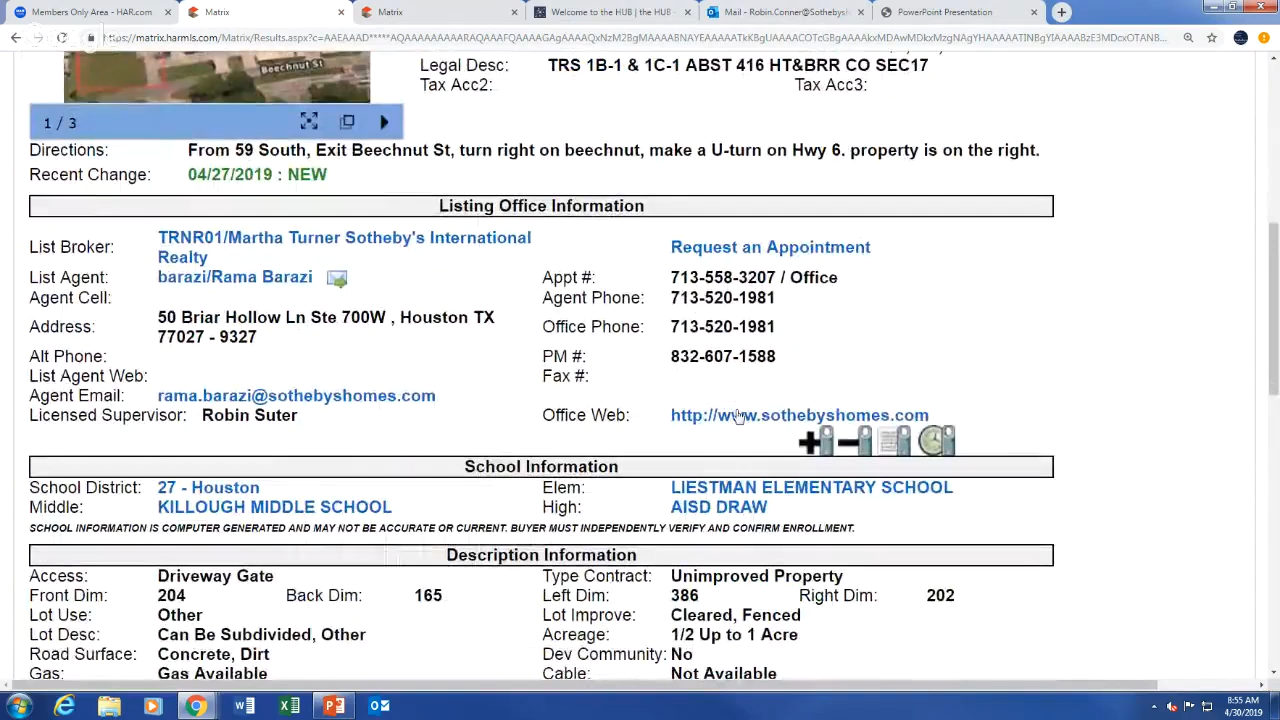 Members Only Area - HAR.com
Matrix
Matrix
Welcome to the HUB | the HUB -
Mail - Robin.Conner@Sothebysh
PowerPoint Presentation
Beechnut St
Legal Desc: TRS 1B-1 & 1C-1 ABST 416 HT&BRR CO SEC17
Tax Acc2: Tax Acc3:
1 / 3
Directions: From 59 South, Exit Beechnut St, turn right on beechnut, make a U-turn on Hwy 6. property is on the right.
Recent Change: 04/27/2019 : NEW
Listing Office Information
List Broker: TRNR01/Martha Turner Sotheby's International Realty Request an Appointment
List Agent: barazi/Rama Barazi Appt #: 713-558-3207 / Office
Agent Cell: Agent Phone: 713-520-1981
Address: 50 Briar Hollow Ln Ste 700W , Houston TX 77027 - 9327 Office Phone: 713-520-1981
Alt Phone: PM #: 832-607-1588
List Agent Web: Fax #:
Agent Email: rama.barazi@sothebyshomes.com
Licensed Supervisor: Robin Suter Office Web: http://www.sothebyshomes.com
School Information
School District: 27 - Houston Elem: LIESTMAN ELEMENTARY SCHOOL
Middle: KILLOUGH MIDDLE SCHOOL High: AISD DRAW
SCHOOL INFORMATION IS COMPUTER GENERATED AND MAY NOT BE ACCURATE OR CURRENT. BUYER MUST INDEPENDENTLY VERIFY AND CONFIRM ENROLLMENT.
Description Information
Access: Driveway Gate Type Contract: Unimproved Property
Front Dim: 204 Back Dim: 165 Left Dim: 386 Right Dim: 202
Lot Use: Other Lot Improve: Cleared, Fenced
Lot Desc: Can Be Subdivided, Other Acreage: 1/2 Up to 1 Acre
Road Surface: Concrete, Dirt Dev Community: No
Gas: Gas Available Cable: Not Available
8:55 AM
4/30/2019